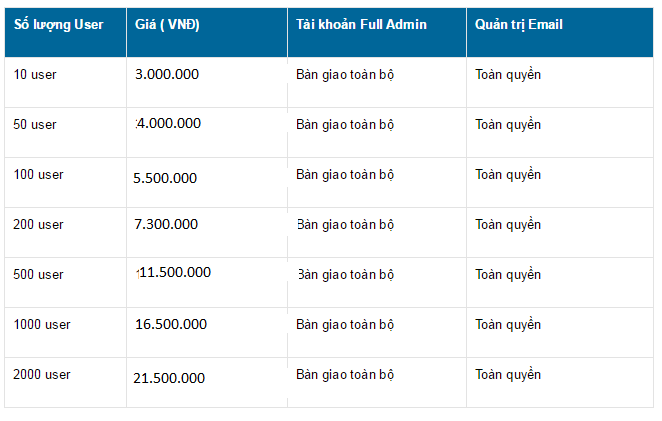 Số lượng User Giá ( VNĐ) Tài khoản Full Admin Quản trị Email
10 user 3.000.000 Bàn giao toàn bộ Toàn quyền
50 user 4.000.000 Bàn giao toàn bộ Toàn quyền
100 user 5.500.000 Bàn giao toàn bộ Toàn quyền
200 user 7.300.000 Bàn giao toàn bộ Toàn quyền
500 user 11.500.000 Bàn giao toàn bộ Toàn quyền
1000 user 16.500.000 Bàn giao toàn bộ Toàn quyền
2000 user 21.500.000 Bàn giao toàn bộ Toàn quyền